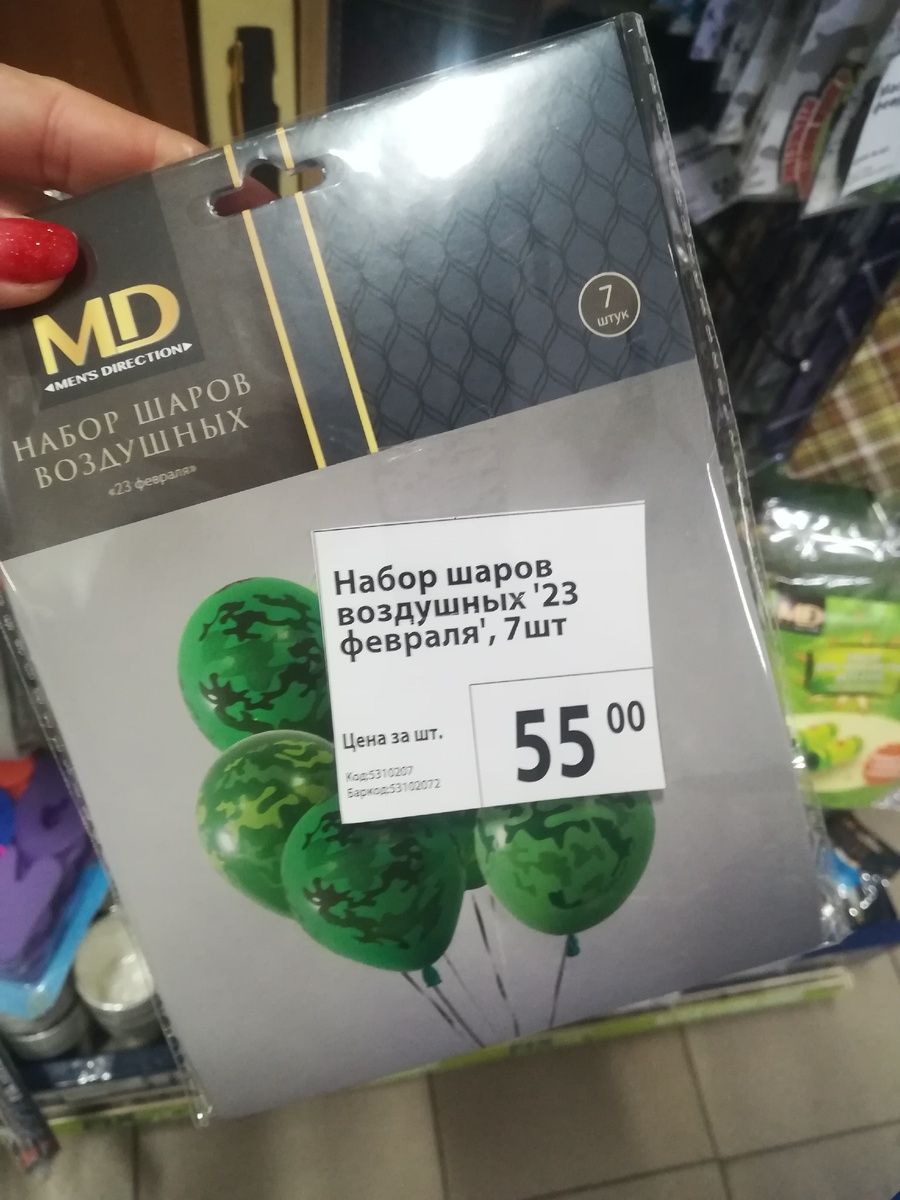 7
штук
MD
MEN'S DIRECTION
НАБОР ШАРОВ
ВОЗДУШНЫХ
«23 февраля»
Набор шаров
воздушных '23
февраля', 7шт
Цена за шт.
55 00
Код:5310207
Баркод:53102072
MD